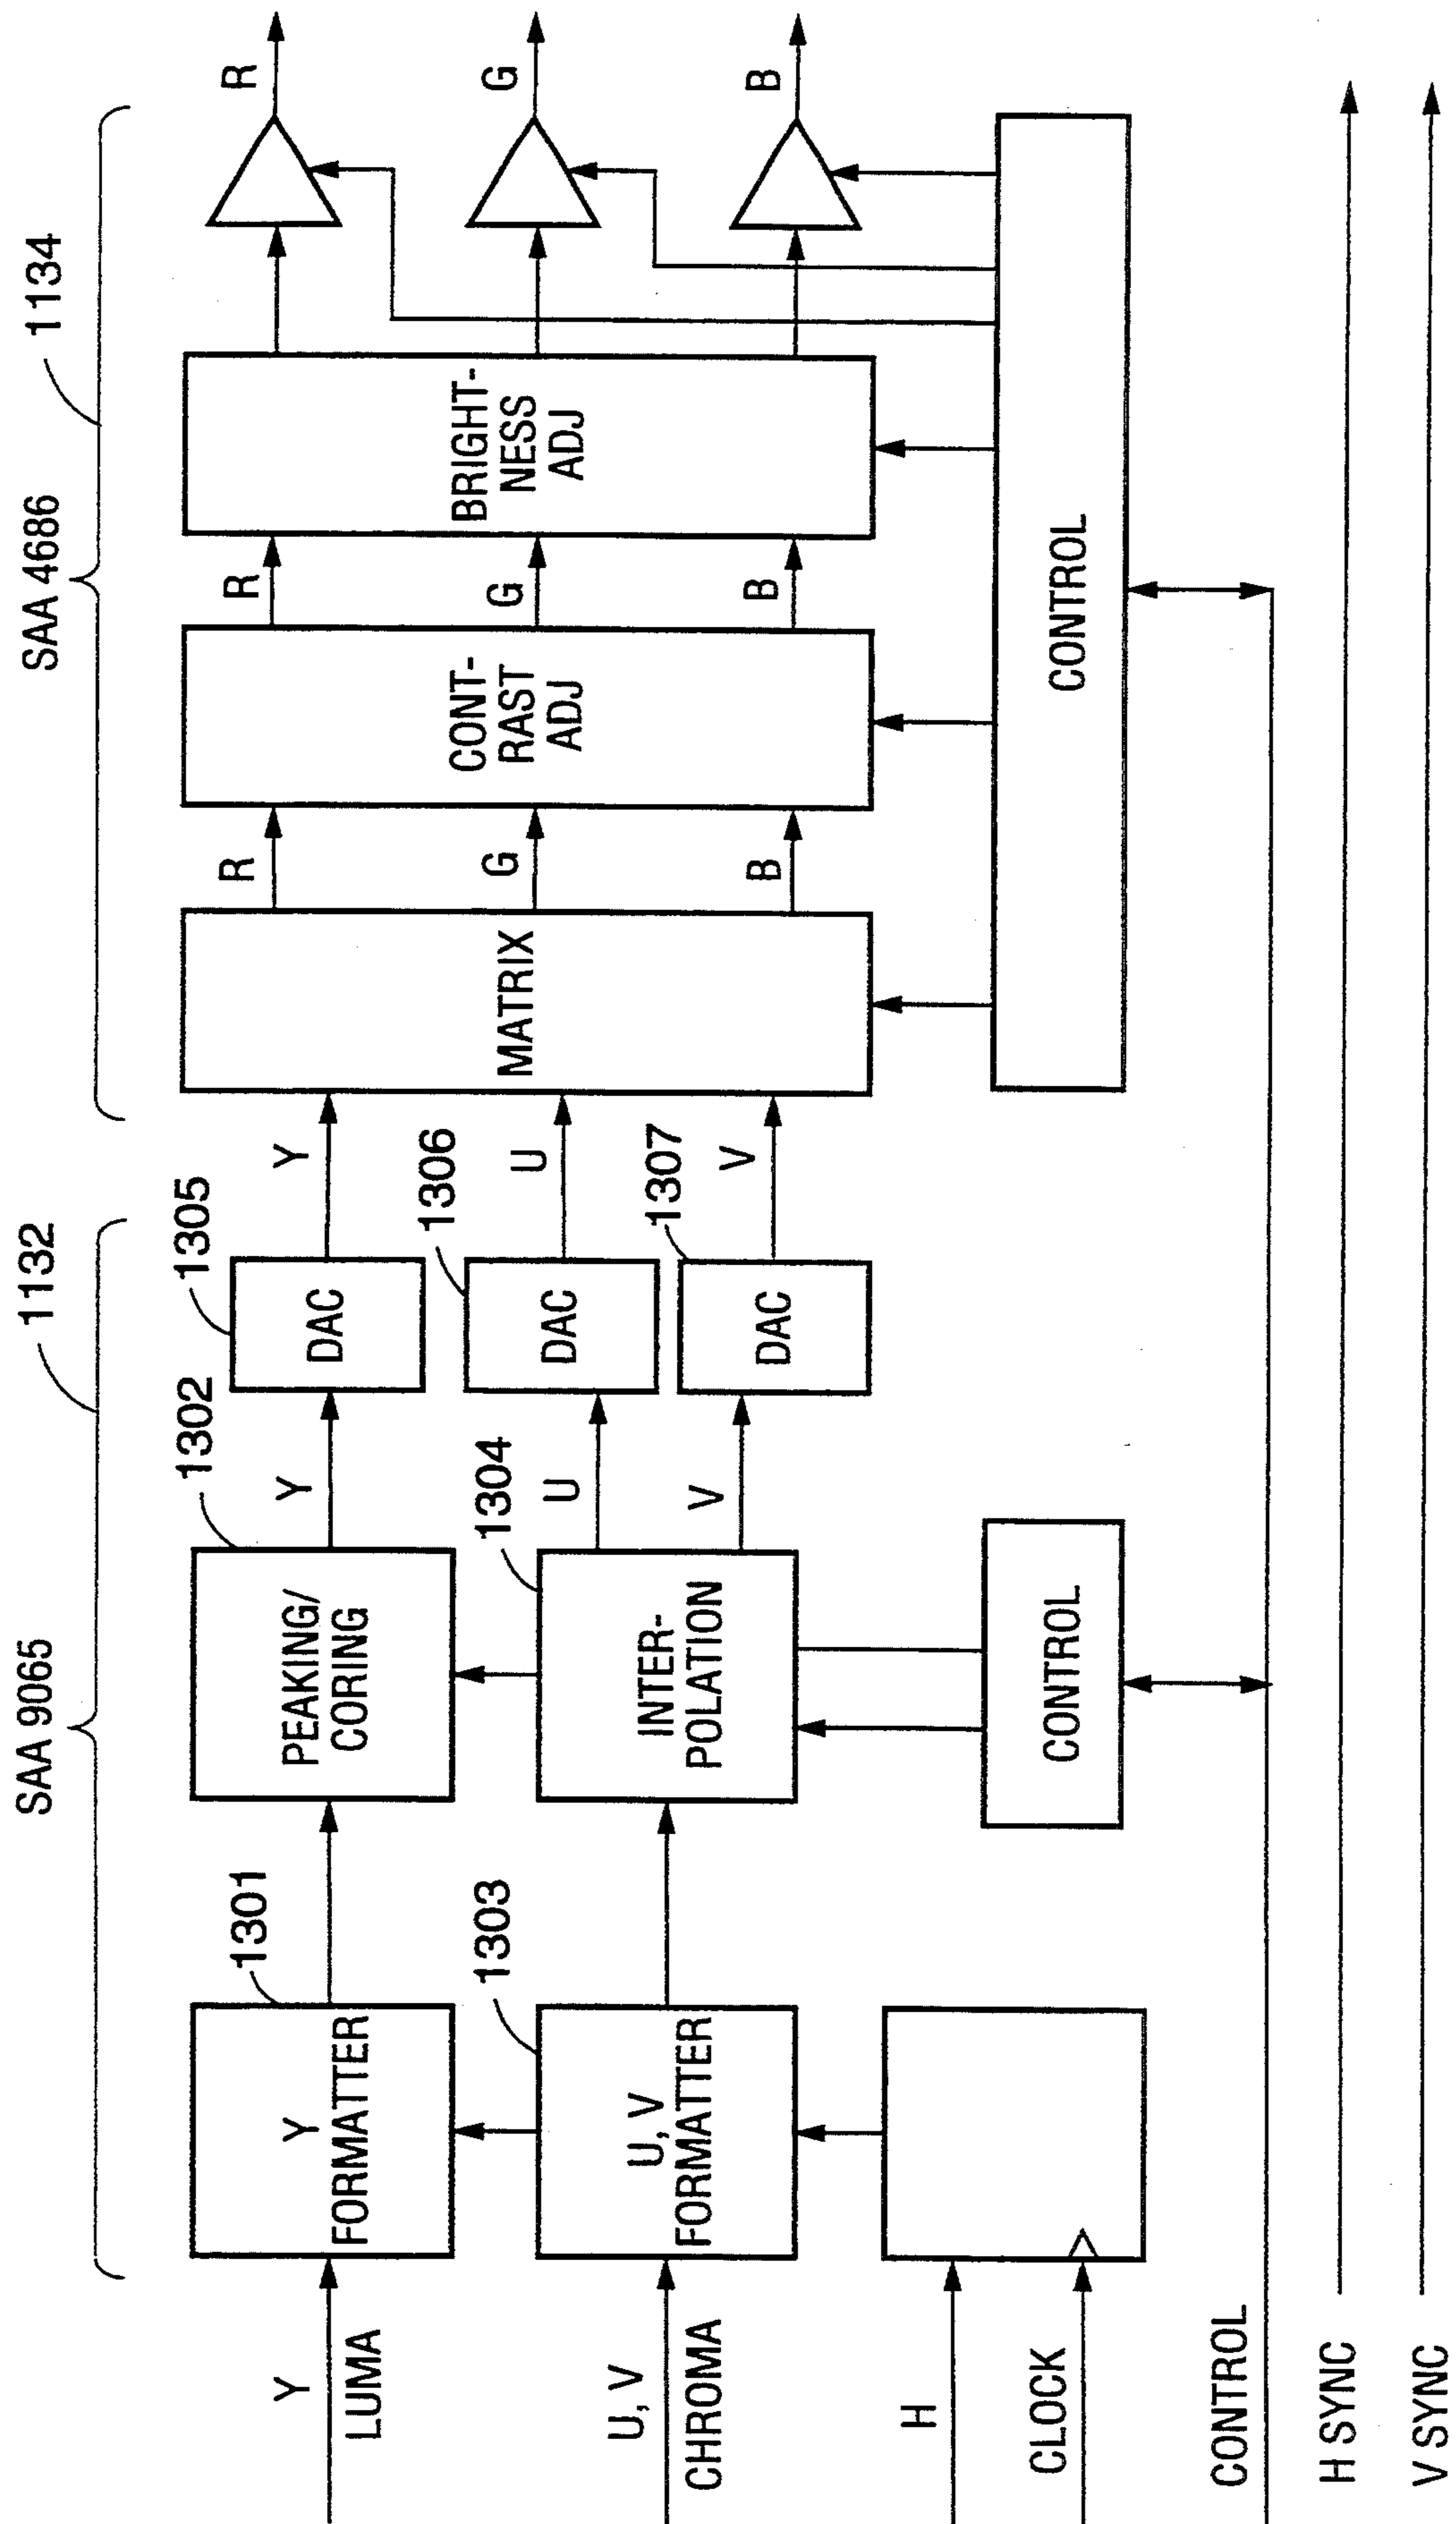 SAA 9065
1132
SAA 4686
1134
Y
LUMA
Y
FORMATTER
1301
PEAKING/
CORING
1302
Y
DAC
1305
Y
U, V
CHROMA
U, V
FORMATTER
1303
INTER-
POLATION
1304
U
V
DAC
1306
U
DAC
1307
V
MATRIX
R
G
B
CONT-
RAST
ADJ
R
G
B
BRIGHT-
NESS
ADJ
R
G
B
H
CLOCK
CONTROL
CONTROL
CONTROL
H SYNC
V SYNC